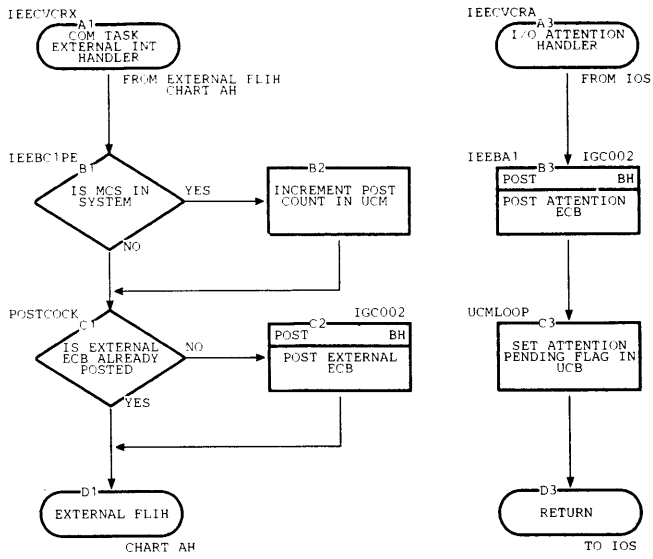 IEECVCRX
A1
COM TASK
EXTERNAL INT
HANDLER
FROM EXTERNAL FLIH
CHART AH
IEEBC1PE
B1
IS MCS IN
SYSTEM
YES
NO
B2
INCREMENT POST
COUNT IN UCM
POSTCOCK
C1
IS EXTERNAL
ECB ALREADY
POSTED
NO
YES
IGC002
C2
POST BH
POST EXTERNAL
ECB
D1
EXTERNAL FLIH
CHART AH
IEECVCRA
A3
I/O ATTENTION
HANDLER
FROM IOS
IEEBA1
IGC002
B3
POST BH
POST ATTENTION
ECB
UCMLOOP
C3
SET ATTENTION
PENDING FLAG IN
UCB
D3
RETURN
TO IOS